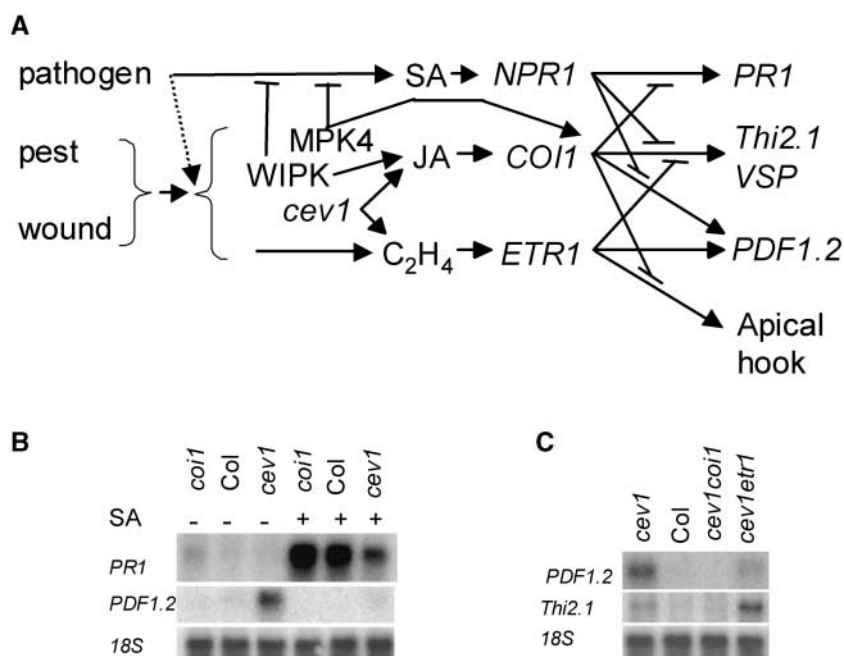 A
pathogen SA NPR1 PR1
MPK4
pest JA COI1 Thi2.1
WIPK VSP
cev1
wound
C₂H₄ ETR1 PDF1.2
Apical
hook
B
coi1 Col cev1 coi1 Col cev1
SA - - - + + +
PR1
PDF1.2
18S
C
cev1 Col cev1coi1 cev1etr1
PDF1.2
Thi2.1
18S